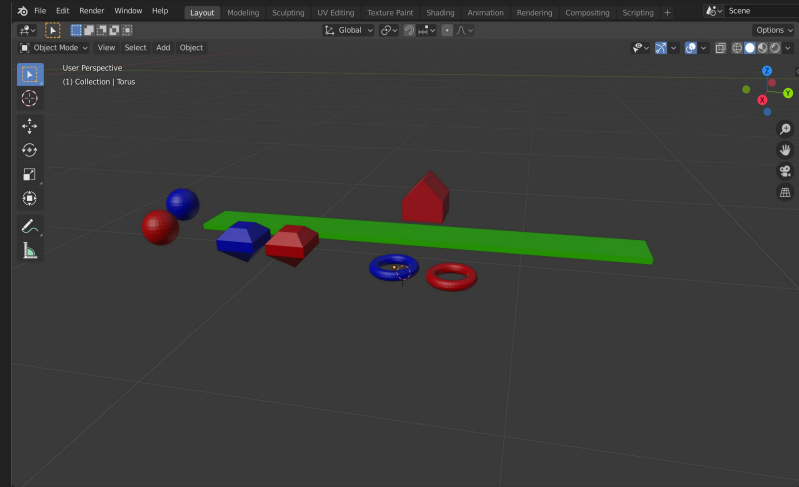 File Edit Render Window Help Layout Modeling Sculpting UV Editing Texture Paint Shading Animation Rendering Compositing Scripting + Scene
Global Options
Object Mode View Select Add Object
User Perspective
(1) Collection | Torus
Z
Y
X